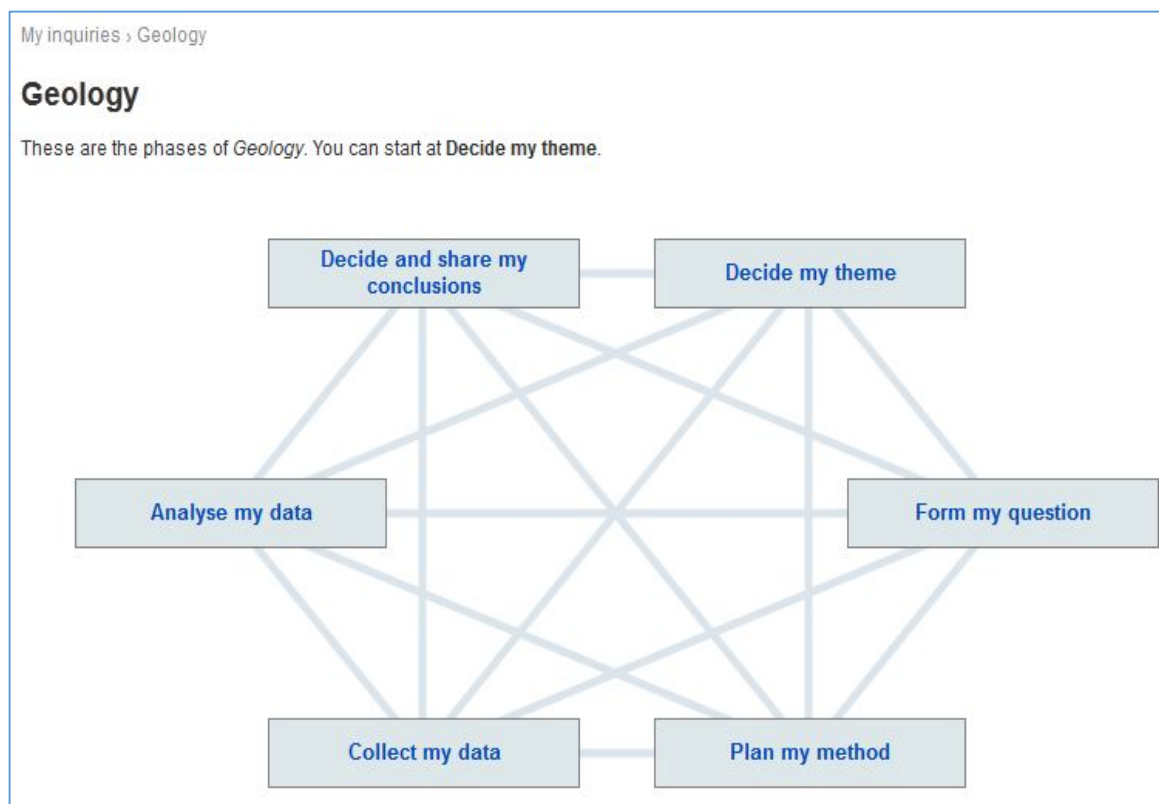 My inquiries › Geology
Geology
These are the phases of Geology. You can start at Decide my theme.
Decide and share my
conclusions
Decide my theme
Analyse my data
Form my question
Collect my data
Plan my method